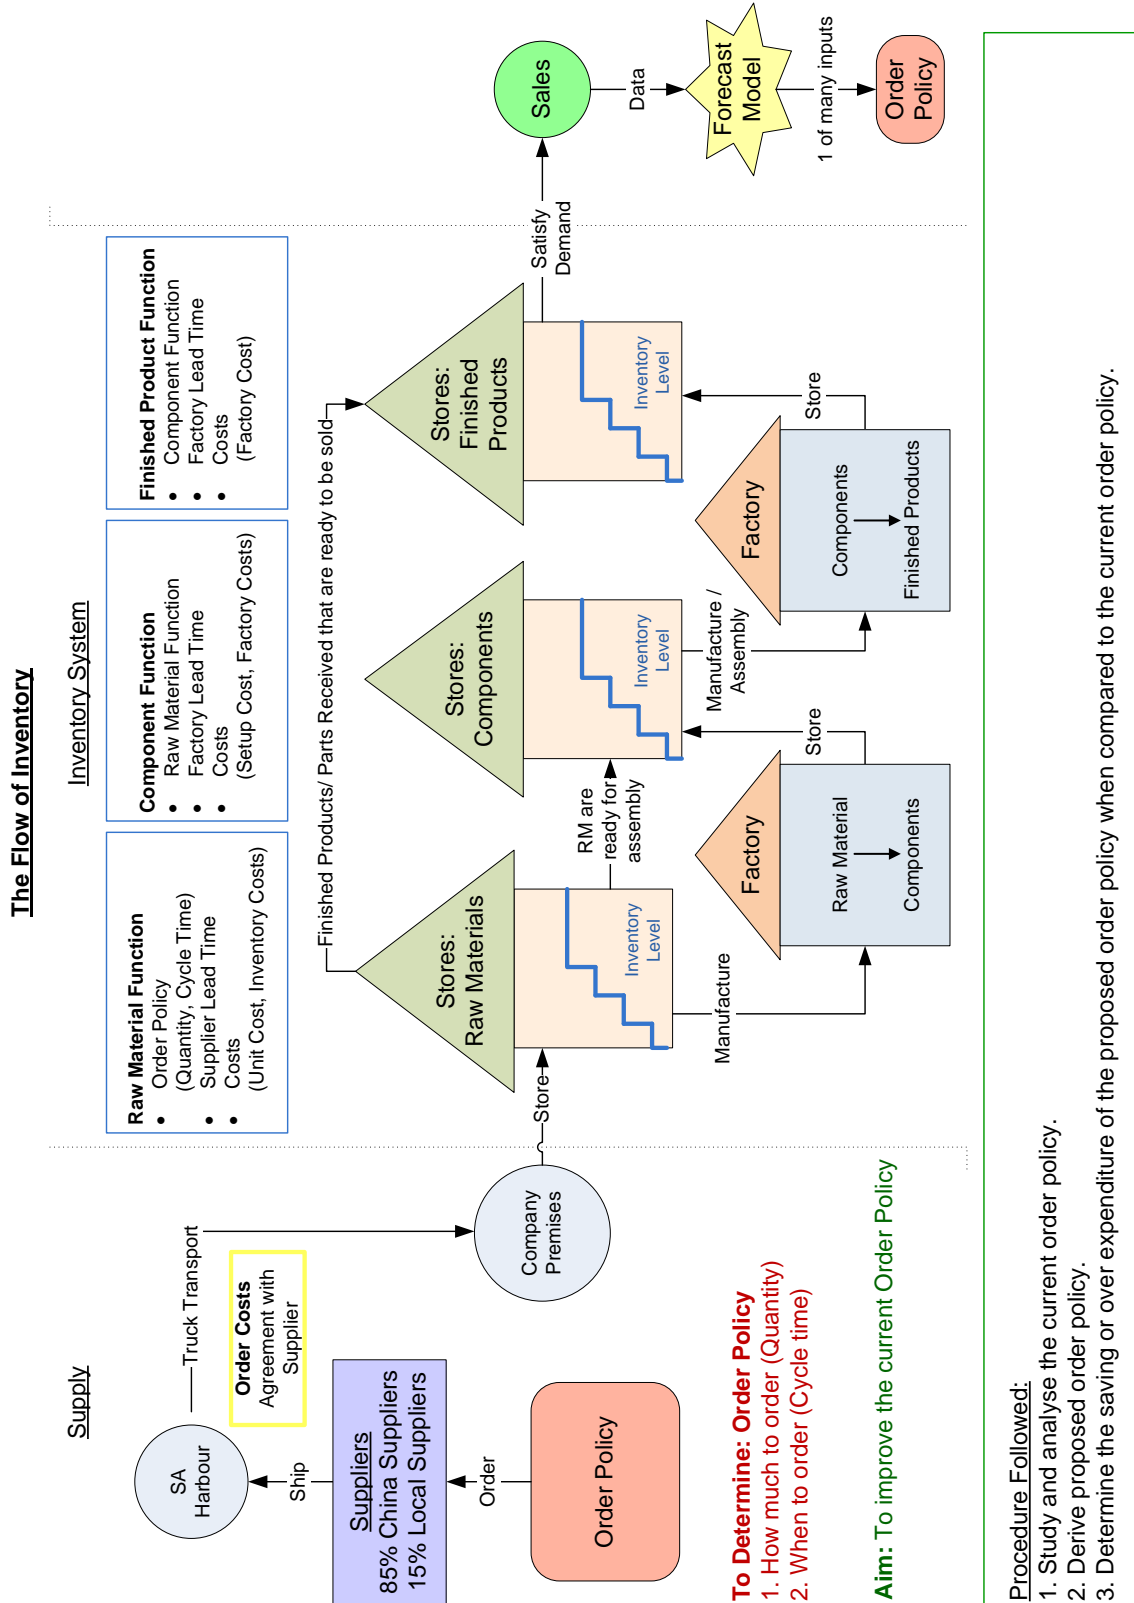 The Flow of Inventory
Supply
Inventory System
SA
Harbour
Truck Transport
Order Costs
Agreement with
Supplier
Ship
Suppliers
85% China Suppliers
15% Local Suppliers
Order
Order Policy
Company
Premises
Store
To Determine: Order Policy
1. How much to order (Quantity)
2. When to order (Cycle time)
Aim: To improve the current Order Policy
Raw Material Function
• Order Policy
(Quantity, Cycle Time)
• Supplier Lead Time
• Costs
(Unit Cost, Inventory Costs)
Component Function
• Raw Material Function
• Factory Lead Time
• Costs
(Setup Cost, Factory Costs)
Finished Product Function
• Component Function
• Factory Lead Time
• Costs
(Factory Cost)
Finished Products/ Parts Received that are ready to be sold
Stores:
Raw Materials
Inventory
Level
RM are
ready for
assembly
Manufacture
Factory
Raw Material
Components
Store
Stores:
Components
Inventory
Level
Manufacture /
Assembly
Factory
Components
Finished Products
Store
Stores:
Finished
Products
Inventory
Level
Satisfy
Demand
Sales
Data
Forecast
Model
1 of many inputs
Order
Policy
Procedure Followed:
1. Study and analyse the current order policy.
2. Derive proposed order policy.
3. Determine the saving or over expenditure of the proposed order policy when compared to the current order policy.